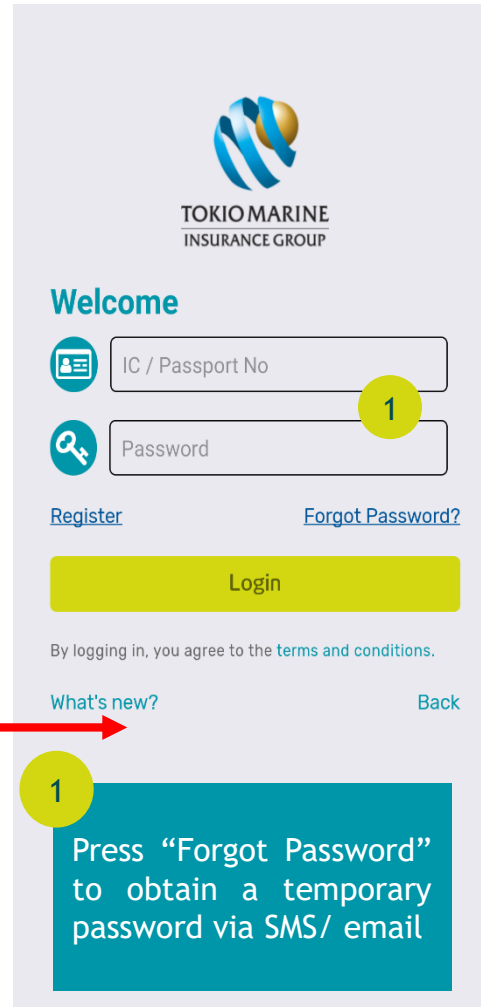 TOKIO MARINE
INSURANCE GROUP
Welcome
IC / Passport No
1
Password
Register
Forgot Password?
Login
By logging in, you agree to the terms and conditions.
What's new?
Back
1
Press “Forgot Password”
to obtain a temporary
password via SMS/ email